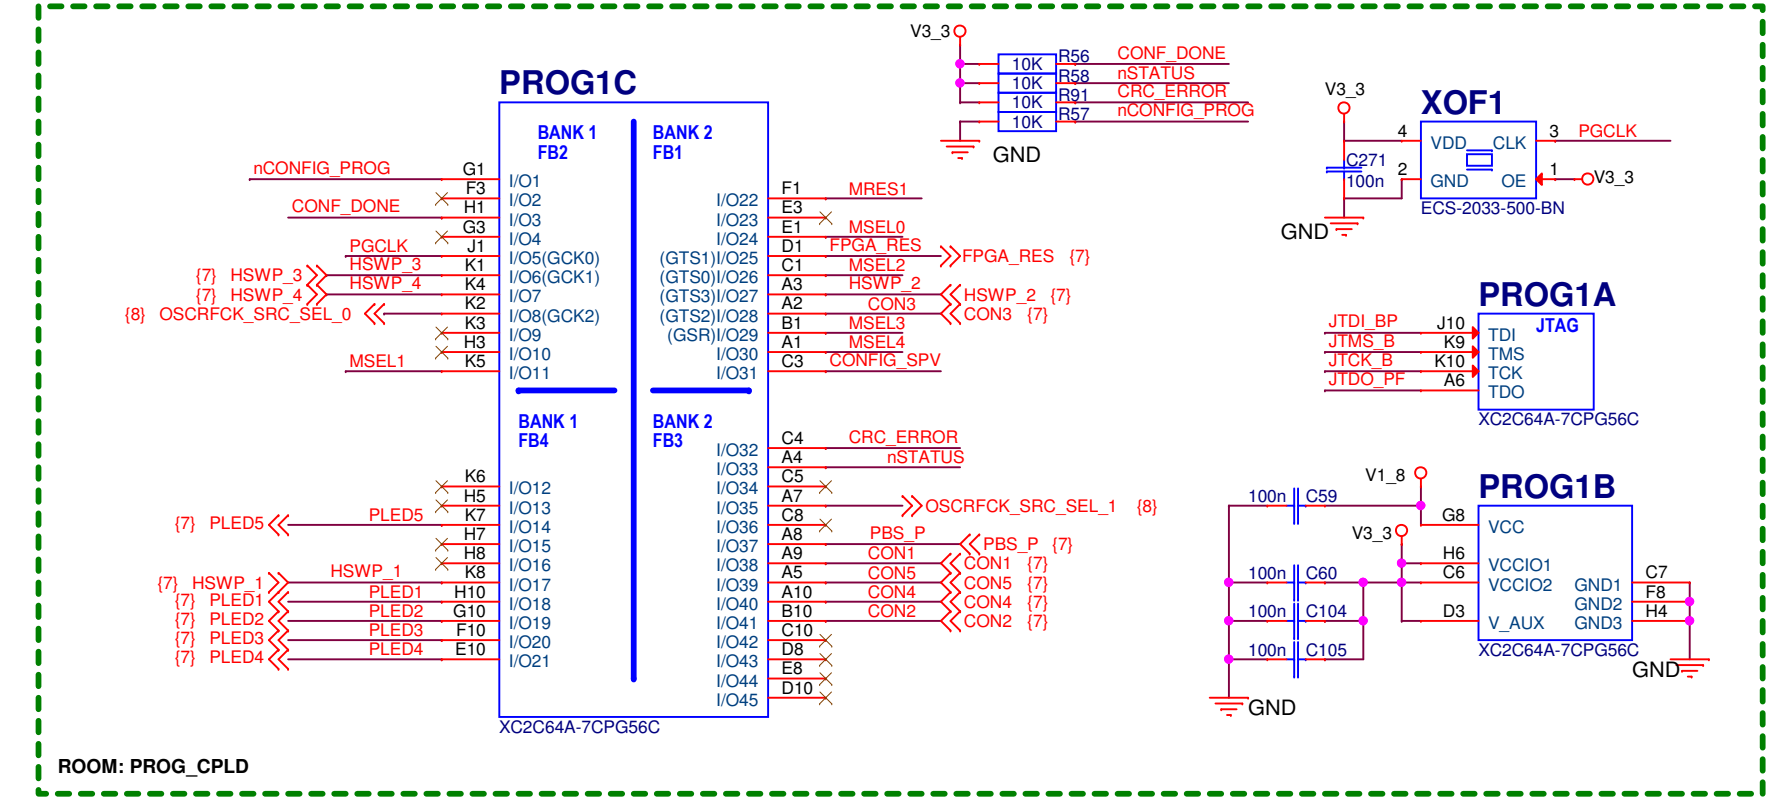 V3_3
10K R56 CONF_DONE
10K R58 nSTATUS
10K R91 CRC_ERROR
10K R57 nCONFIG_PROG
GND
PROG1C
BANK 1 BANK 2
FB2 FB1
nCONFIG_PROG G1 I/O1
F3 I/O2
CONF_DONE H1 I/O3
G3 I/O4
PGCLK J1 I/O5(GCK0)
{7} HSWP_3 HSWP_3 K1 I/O6(GCK1)
{7} HSWP_4 HSWP_4 K4 I/O7
{8} OSCRFCK_SRC_SEL_0 K2 I/O8(GCK2)
K3 I/O9
H3 I/O10
MSEL1 K5 I/O11
I/O22 F1 MRES1
I/O23 E3
I/O24 E1 MSEL0
(GTS1)I/O25 D1 FPGA_RES FPGA_RES {7}
(GTS0)I/O26 C1 MSEL2
(GTS3)I/O27 A3 HSWP_2 HSWP_2 {7}
(GTS2)I/O28 A2 CON3 CON3 {7}
(GSR)I/O29 B1 MSEL3
I/O30 A1 MSEL4
I/O31 C3 CONFIG_SPV
BANK 1 BANK 2
FB4 FB3
K6 I/O12
H5 I/O13
{7} PLED5 PLED5 K7 I/O14
H7 I/O15
H8 I/O16
{7} HSWP_1 HSWP_1 K8 I/O17
{7} PLED1 PLED1 H10 I/O18
{7} PLED2 PLED2 G10 I/O19
{7} PLED3 PLED3 F10 I/O20
{7} PLED4 PLED4 E10 I/O21
I/O32 C4 CRC_ERROR
I/O33 A4 nSTATUS
I/O34 C5
I/O35 A7 OSCRFCK_SRC_SEL_1 {8}
I/O36 C8
I/O37 A8 PBS_P PBS_P {7}
I/O38 A9 CON1 CON1 {7}
I/O39 A5 CON5 CON5 {7}
I/O40 A10 CON4 CON4 {7}
I/O41 B10 CON2 CON2 {7}
I/O42 C10
I/O43 D8
I/O44 E8
I/O45 D10
XC2C64A-7CPG56C
V3_3
XOF1
4 VDD CLK 3 PGCLK
C271
100n
2 GND OE 1 V3_3
ECS-2033-500-BN
GND
PROG1A
JTAG
JTDI_BP J10 TDI
JTMS_B K9 TMS
JTCK_B K10 TCK
JTDO_PF A6 TDO
XC2C64A-7CPG56C
V1_8
PROG1B
100n C59
G8 VCC
V3_3
H6 VCCIO1
100n C60 C6 VCCIO2 GND1 C7
GND2 F8
100n C104 D3 V_AUX GND3 H4
100n C105
XC2C64A-7CPG56C
GND
GND
ROOM: PROG_CPLD